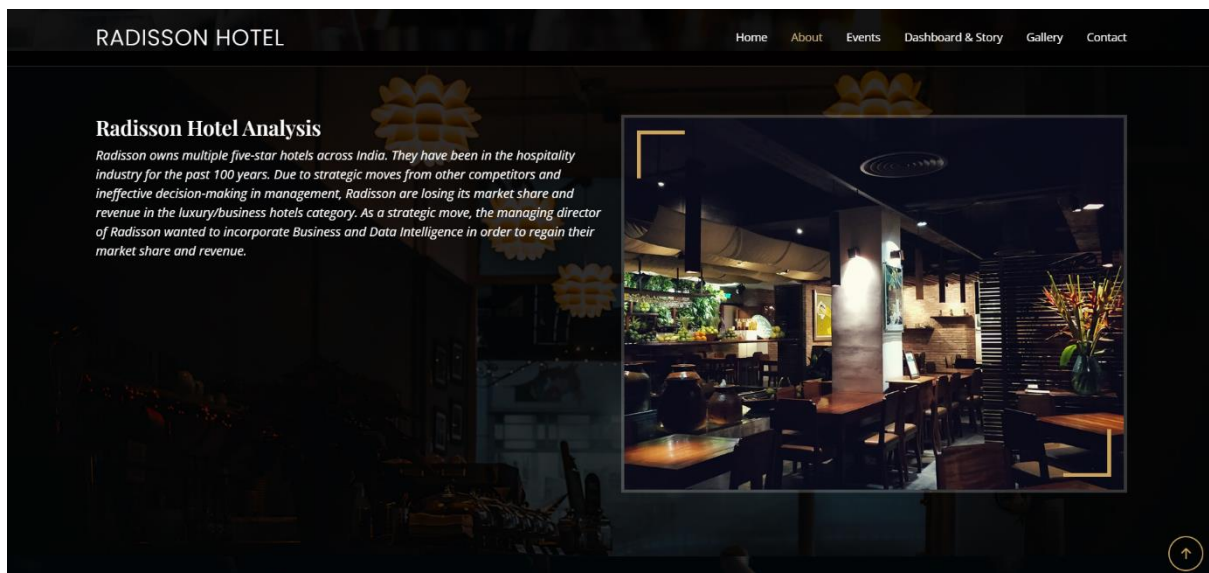 RADISSON HOTEL
Home About Events Dashboard & Story Gallery Contact
Radisson Hotel Analysis
Radisson owns multiple five-star hotels across India. They have been in the hospitality
industry for the past 100 years. Due to strategic moves from other competitors and
ineffective decision-making in management, Radisson are losing its market share and
revenue in the luxury/business hotels category. As a strategic move, the managing director
of Radisson wanted to incorporate Business and Data Intelligence in order to regain their
market share and revenue.